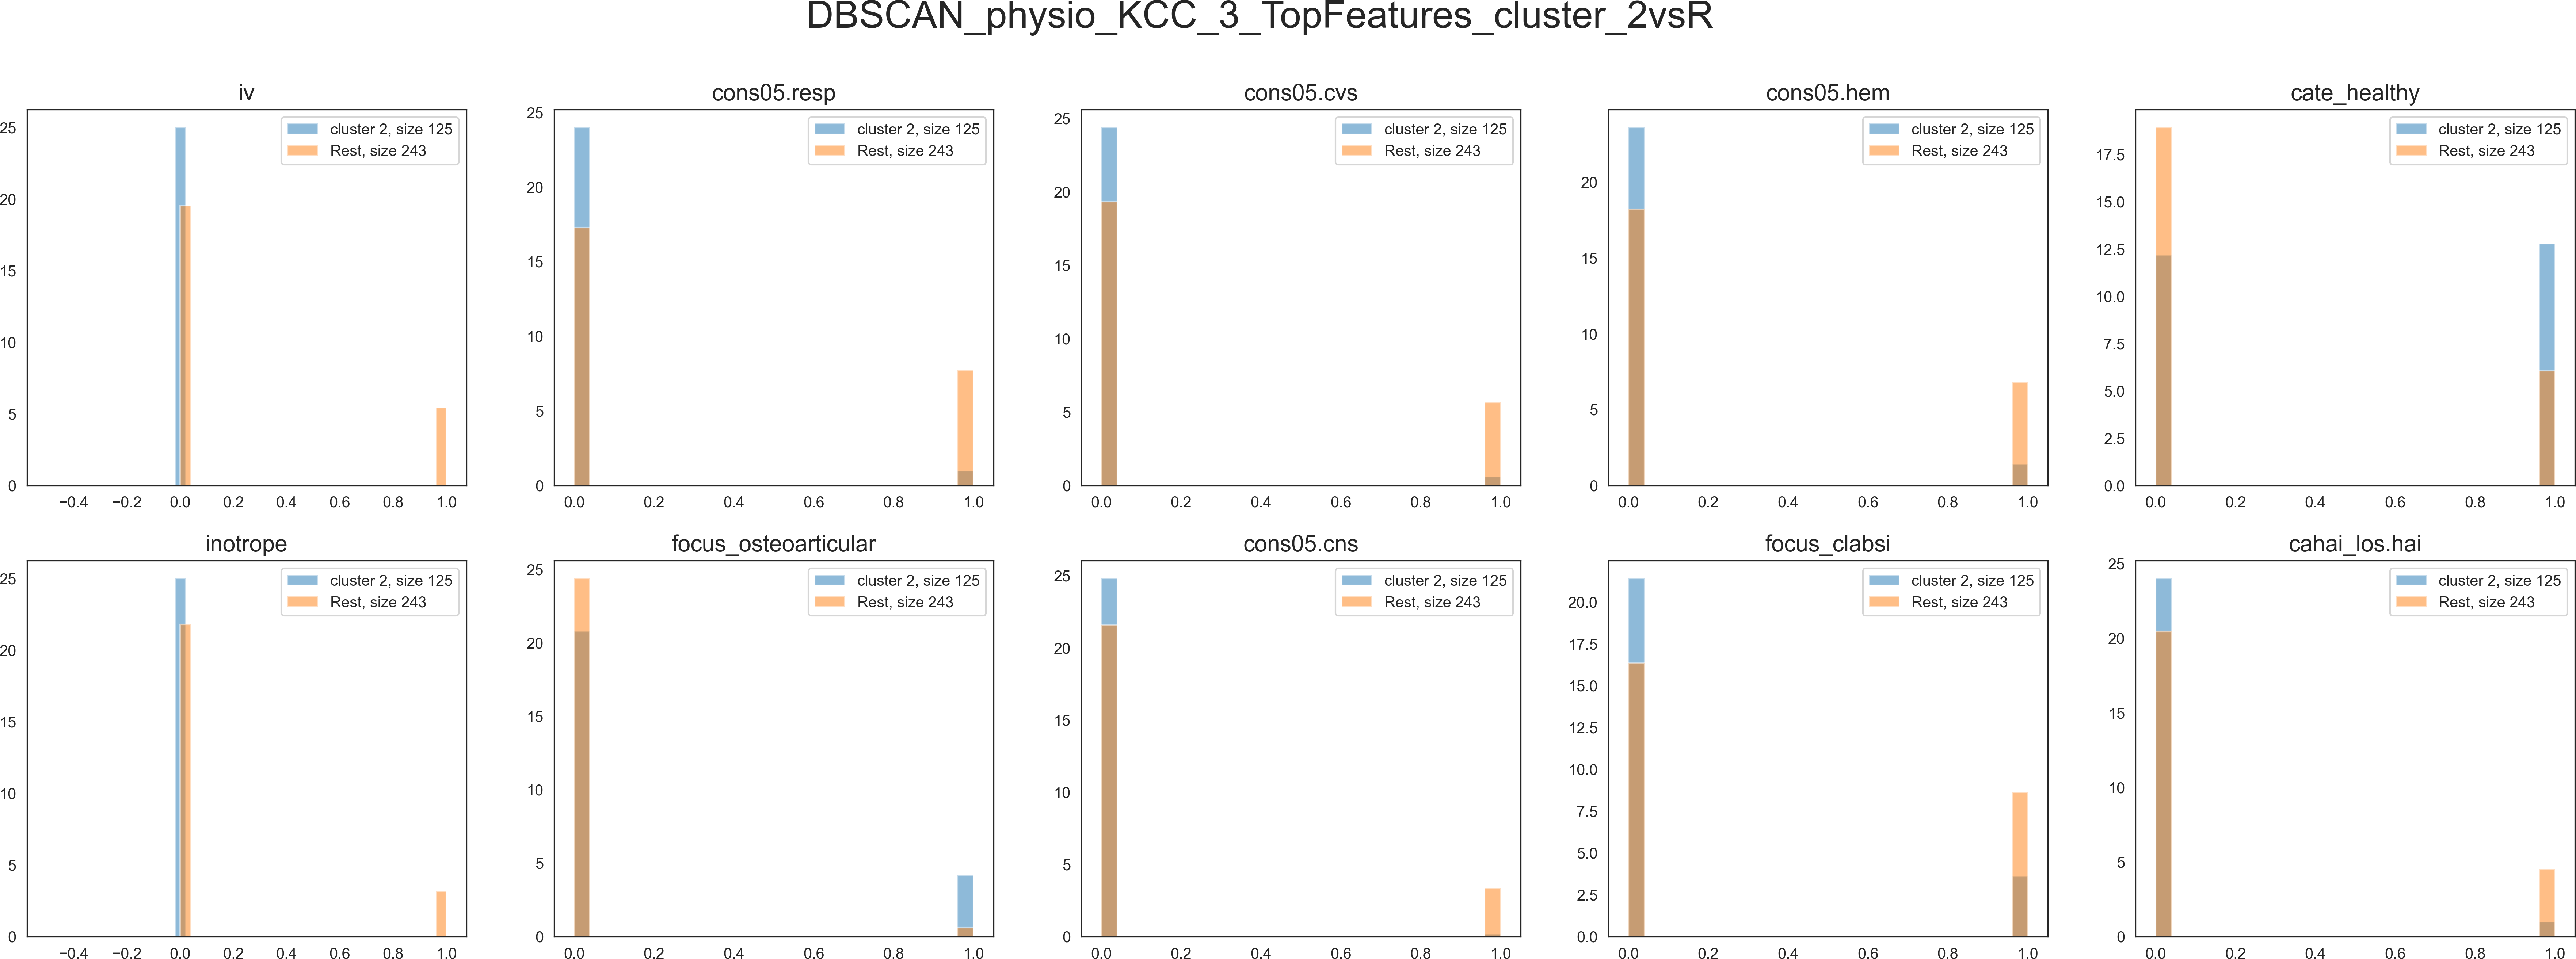 DBSCAN_physio_KCC_3_TopFeatures_cluster_2vsR
iv
cluster 2, size 125
Rest, size 243
25
20
15
10
5
0
−0.4 −0.2 0.0 0.2 0.4 0.6 0.8 1.0
cons05.resp
cluster 2, size 125
Rest, size 243
25
20
15
10
5
0
0.0 0.2 0.4 0.6 0.8 1.0
cons05.cvs
cluster 2, size 125
Rest, size 243
25
20
15
10
5
0
0.0 0.2 0.4 0.6 0.8 1.0
cons05.hem
cluster 2, size 125
Rest, size 243
20
15
10
5
0
0.0 0.2 0.4 0.6 0.8 1.0
cate_healthy
cluster 2, size 125
Rest, size 243
17.5
15.0
12.5
10.0
7.5
5.0
2.5
0.0
0.0 0.2 0.4 0.6 0.8 1.0
inotrope
cluster 2, size 125
Rest, size 243
25
20
15
10
5
0
−0.4 −0.2 0.0 0.2 0.4 0.6 0.8 1.0
focus_osteoarticular
cluster 2, size 125
Rest, size 243
25
20
15
10
5
0
0.0 0.2 0.4 0.6 0.8 1.0
cons05.cns
cluster 2, size 125
Rest, size 243
25
20
15
10
5
0
0.0 0.2 0.4 0.6 0.8 1.0
focus_clabsi
cluster 2, size 125
Rest, size 243
20.0
17.5
15.0
12.5
10.0
7.5
5.0
2.5
0.0
0.0 0.2 0.4 0.6 0.8 1.0
cahai_los.hai
cluster 2, size 125
Rest, size 243
25
20
15
10
5
0
0.0 0.2 0.4 0.6 0.8 1.0